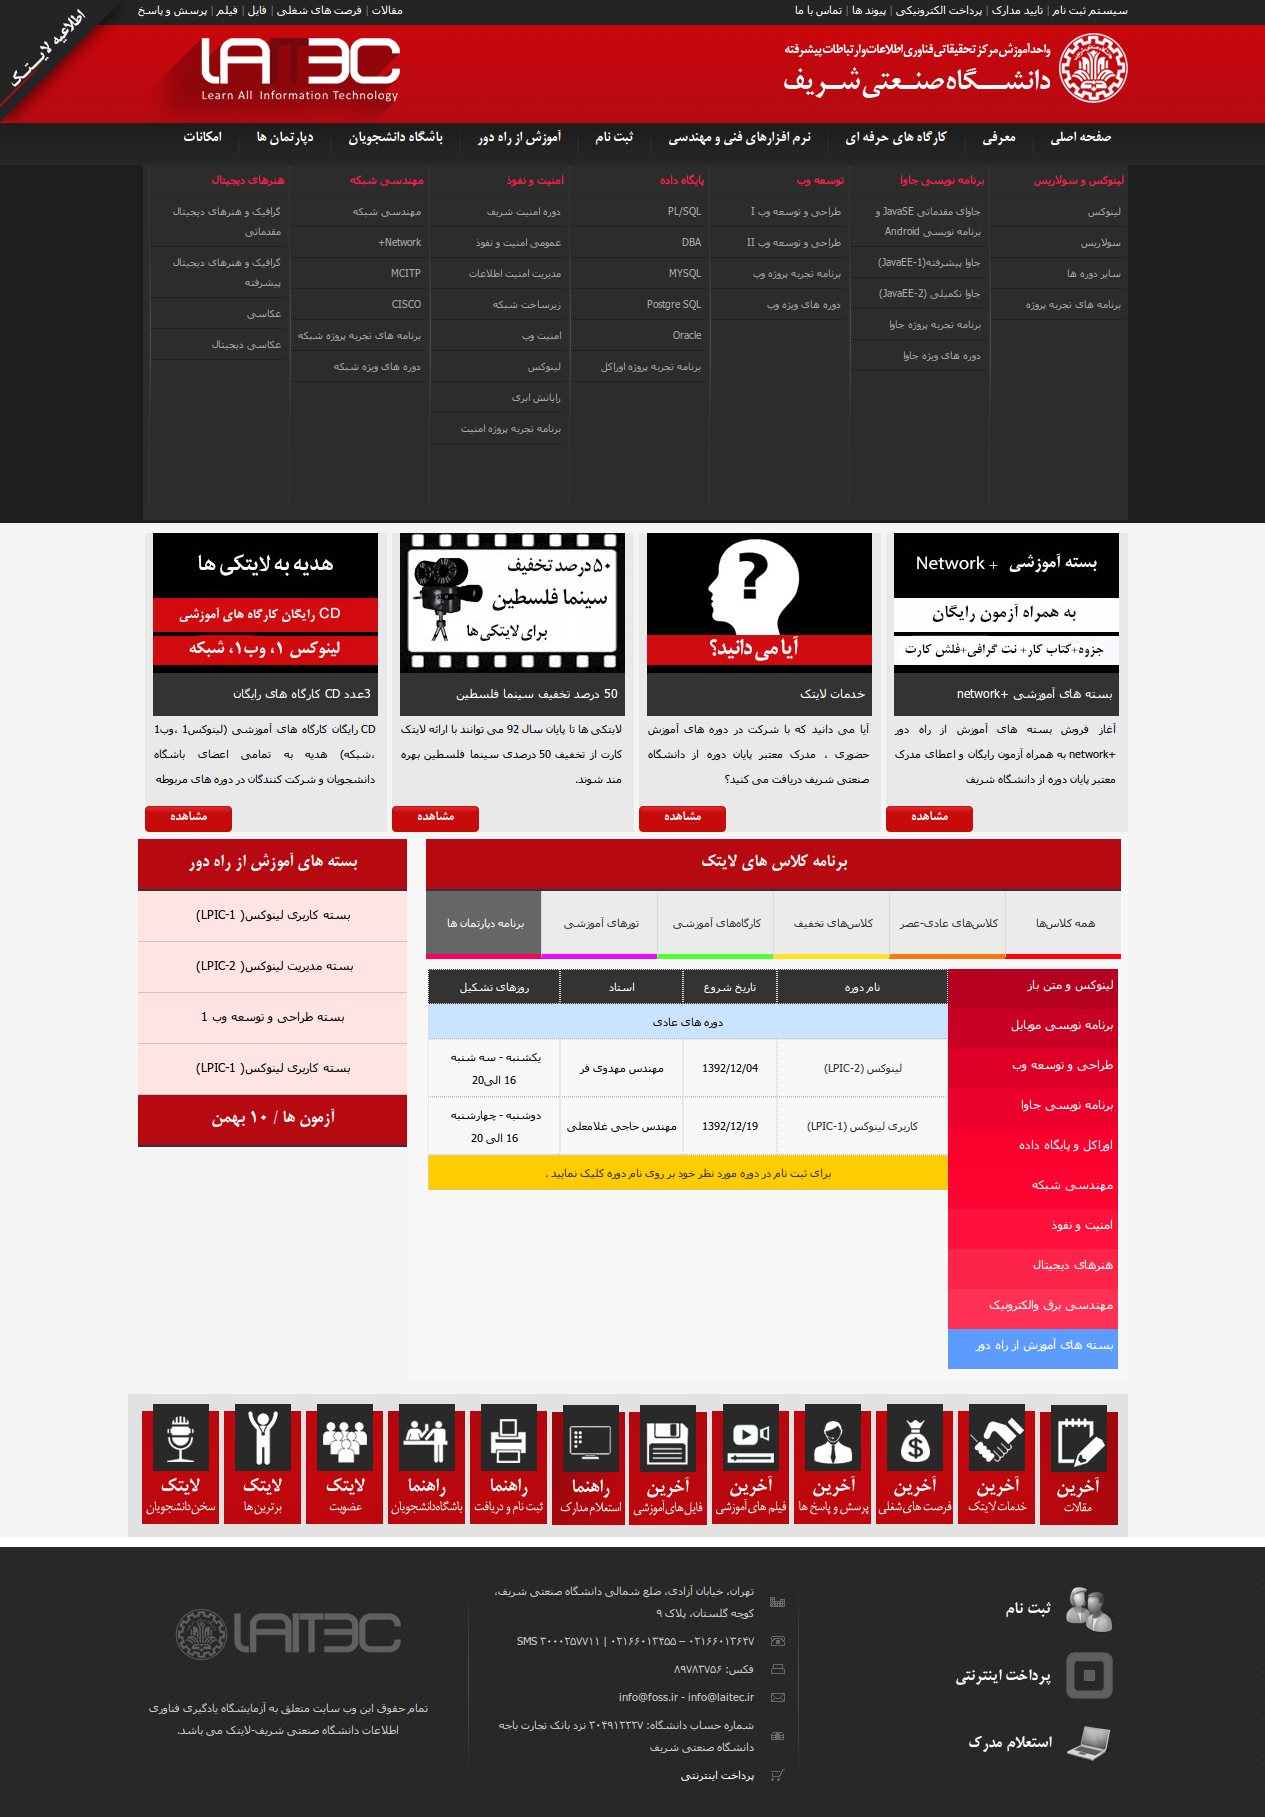 سیستم ثبت نام | تایید مدارک | پرداخت الکترونیکی | پیوند ها | تماس با ما
مقالات | فرصت های شغلی | فایل | فیلم | پرسش و پاسخ
اطلاعیه لایتک
واحد آموزش مرکز تحقیقاتی فناوری اطلاعات و ارتباطات پیشرفته
دانشگاه صنعتی شریف
LAITEC
Learn All Information Technology
صفحه اصلی معرفی کارگاه های حرفه ای نرم افزارهای فنی و مهندسی ثبت نام آموزش از راه دور باشگاه دانشجویان دپارتمان ها امکانات
لینوکس و سولاریس
لینوکس
سولاریس
سایر دوره ها
برنامه های تجربه پروژه
برنامه نویسی جاوا
جاوای مقدماتی JavaSE و
برنامه نویسی Android
جاوا پیشرفته(JavaEE-1)
جاوا تکمیلی (JavaEE-2)
برنامه تجربه پروژه جاوا
دوره های ویژه جاوا
توسعه وب
طراحی و توسعه وب I
طراحی و توسعه وب II
برنامه تجربه پروژه وب
دوره های ویژه وب
پایگاه داده
PL/SQL
DBA
MYSQL
Postgre SQL
Oracle
برنامه تجربه پروژه اوراکل
امنیت و نفوذ
دوره امنیت شریف
عمومی امنیت و نفوذ
مدیریت امنیت اطلاعات
زیرساخت شبکه
امنیت وب
لینوکس
رایانش ابری
برنامه تجربه پروژه امنیت
مهندسی شبکه
مهندسی شبکه
Network+
MCITP
CISCO
برنامه های تجربه پروژه شبکه
دوره های ویژه شبکه
هنرهای دیجیتال
گرافیک و هنرهای دیجیتال
مقدماتی
گرافیک و هنرهای دیجیتال
پیشرفته
عکاسی
عکاسی دیجیتال
بسته آموزشی Network +
به همراه آزمون رایگان
جزوه+کتاب کار+ نت گرافی+فلش کارت
بسته های آموزشی +network
آغاز فروش بسته های آموزش از راه دور
+network به همراه آزمون رایگان و اعطای مدرک
معتبر پایان دوره از دانشگاه شریف
مشاهده
?
آیا می دانید؟
خدمات لایتک
آیا می دانید که با شرکت در دوره های آموزش
حضوری ، مدرک معتبر پایان دوره از دانشگاه
صنعتی شریف دریافت می کنید؟
مشاهده
۵۰ درصد تخفیف
سینما فلسطین
برای لایتکی ها
50 درصد تخفیف سینما فلسطین
لایتکی ها تا پایان سال 92 می توانند با ارائه لایتک
کارت از تخفیف 50 درصدی سینما فلسطین بهره
مند شوند.
مشاهده
هدیه به لایتکی ها
CD رایگان کارگاه های آموزشی
لینوکس ۱، وب۱، شبکه
3عدد CD کارگاه های رایگان
CD رایگان کارگاه های آموزشی (لینوکس1 ،وب1
،شبکه) هدیه به تمامی اعضای باشگاه
دانشجویان و شرکت کنندگان در دوره های مربوطه
مشاهده
برنامه کلاس های لایتک
همه کلاس‌ها کلاس‌های عادی-عصر کلاس‌های تخفیف کارگاه‌های آموزشی تورهای آموزشی برنامه دپارتمان ها
لینوکس و متن باز
برنامه نویسی موبایل
طراحی و توسعه وب
برنامه نویسی جاوا
اوراکل و پایگاه داده
مهندسی شبکه
امنیت و نفوذ
هنرهای دیجیتال
مهندسی برق والکترونیک
بسته های آموزش از راه دور
نام دوره تاریخ شروع استاد روزهای تشکیل
دوره های عادی
لینوکس (LPIC-2) 1392/12/04 مهندس مهدوی فر یکشنبه - سه شنبه
16 الی20
کاربری لینوکس (LPIC-1) 1392/12/19 مهندس حاجی غلامعلی دوشنبه - چهارشنبه
16 الی 20
برای ثبت نام در دوره مورد نظر خود بر روی نام دوره کلیک نمایید .
بسته های آموزش از راه دور
بسته کاربری لینوکس( LPIC-1)
بسته مدیریت لینوکس( LPIC-2)
بسته طراحی و توسعه وب 1
بسته کاربری لینوکس( LPIC-1)
آزمون ها / ۱۰ بهمن
آخرین
مقالات
آخرین
خدمات لایتک
آخرین
فرصت های شغلی
آخرین
پرسش و پاسخ ها
آخرین
فیلم های آموزشی
آخرین
فایل های آموزشی
راهنما
استعلام مدارک
راهنما
ثبت نام و دریافت
راهنما
باشگاه دانشجویان
لایتک
عضویت
لایتک
برترین ها
لایتک
سخن دانشجویان
ثبت نام
پرداخت اینترنتی
استعلام مدرک
تهران، خیابان آزادی، ضلع شمالی دانشگاه صنعتی شریف،
کوچه گلستان، پلاک ۹
۰۲۱۶۶۰۱۳۶۴۷ – ۰۲۱۶۶۰۱۳۴۵۵ | SMS ۳۰۰۰۲۵۷۷۱۱
فکس: ۸۹۷۸۳۷۵۶
info@foss.ir - info@laitec.ir
شماره حساب دانشگاه: ۳۰۴۹۱۲۲۲۷ نزد بانک تجارت باجه
دانشگاه صنعتی شریف
پرداخت اینترنتی
LAITEC
تمام حقوق این وب سایت متعلق به آزمایشگاه یادگیری فناوری
اطلاعات دانشگاه صنعتی شریف-لایتک می باشد.